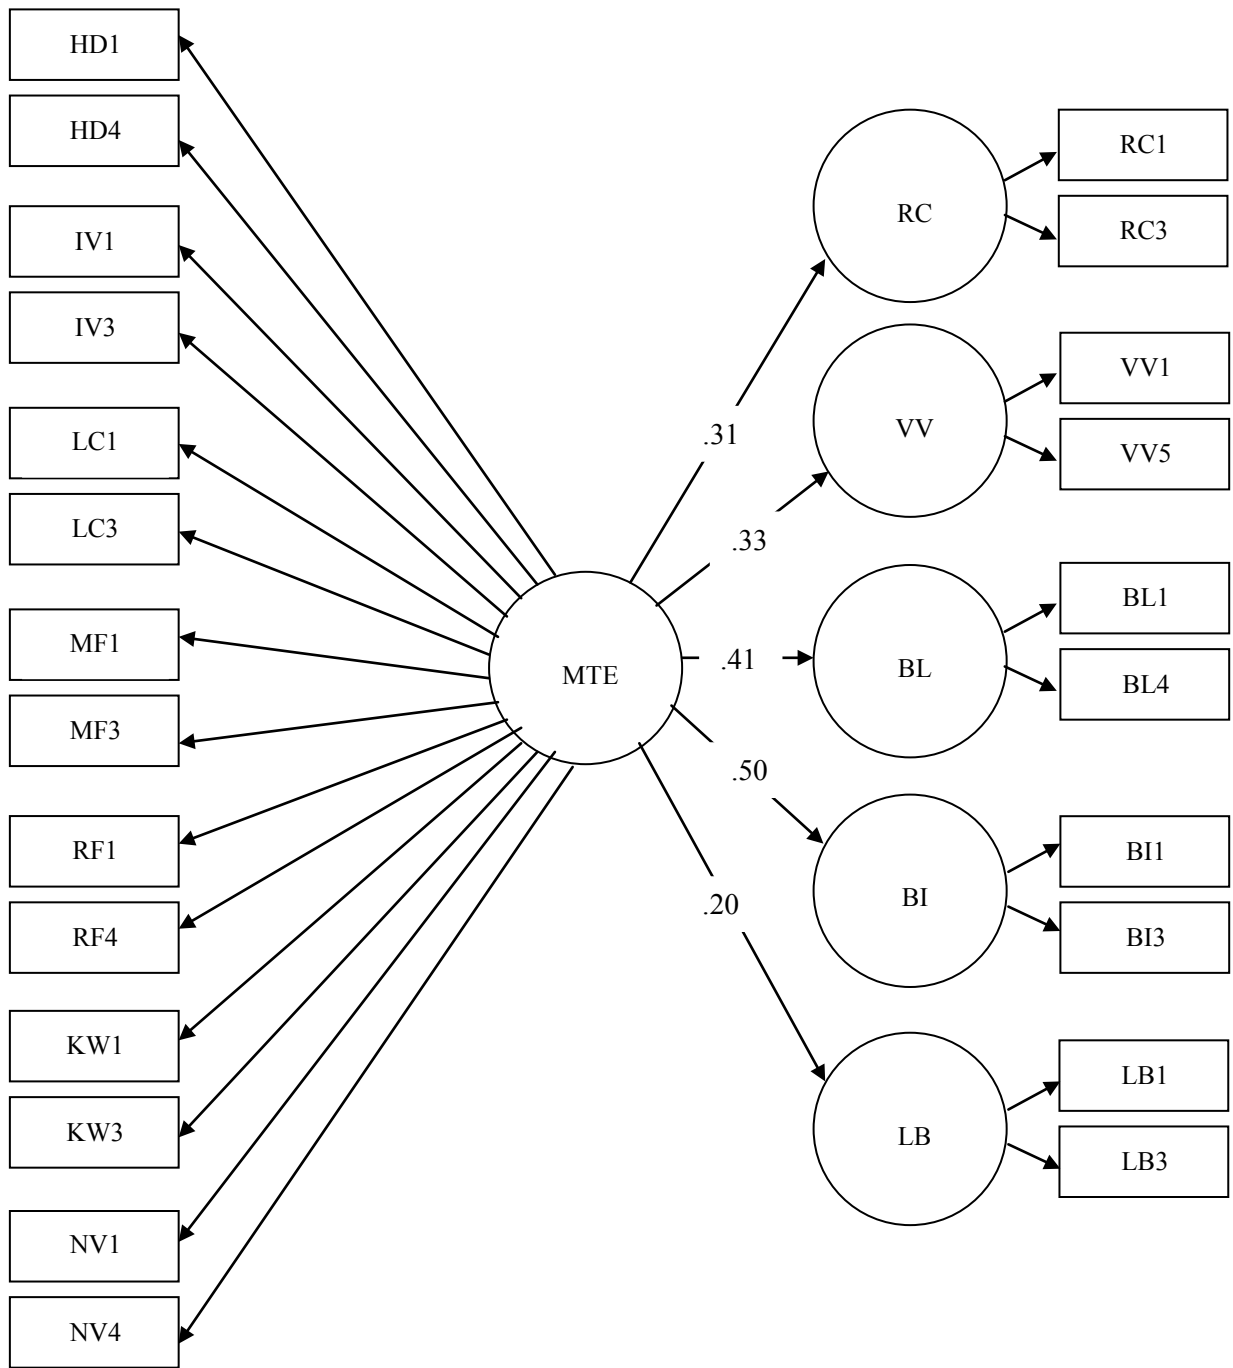 HD1
HD4
IV1
IV3
LC1
LC3
MF1
MF3
RF1
RF4
KW1
KW3
NV1
NV4
MTE
.31
.33
.41
.50
.20
RC
VV
BL
BI
LB
RC1
RC3
VV1
VV5
BL1
BL4
BI1
BI3
LB1
LB3